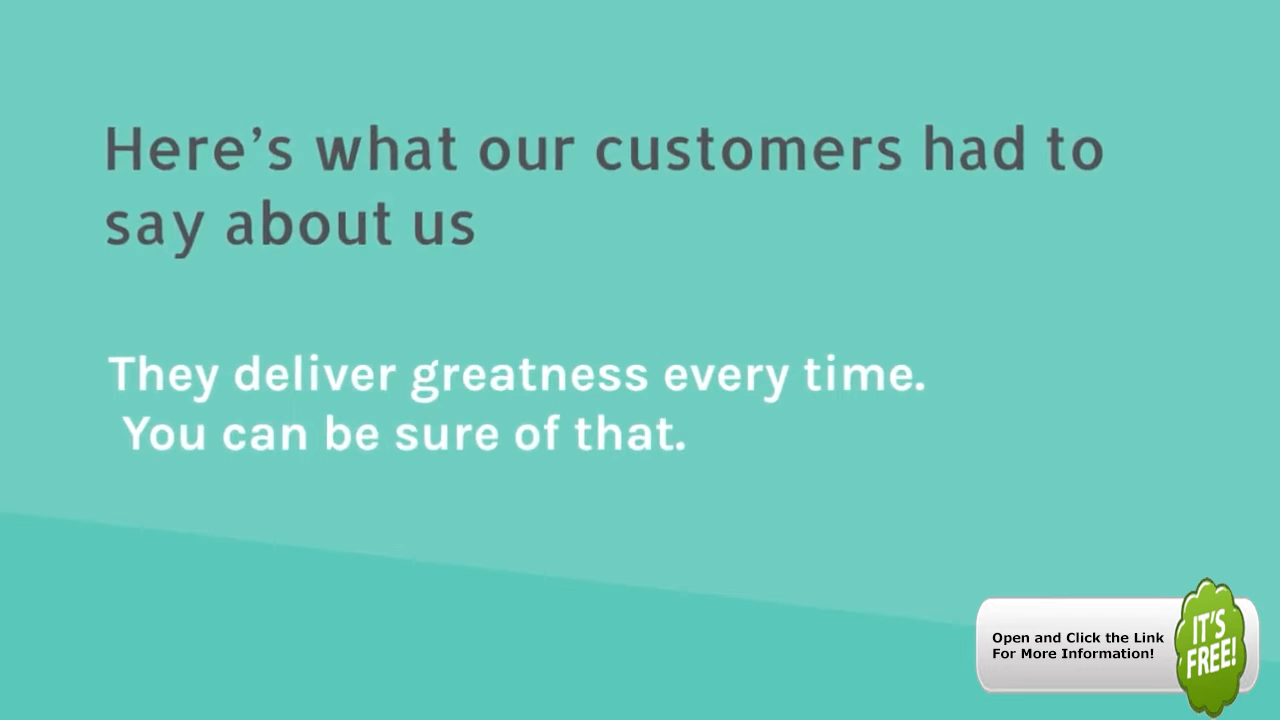 Here’s what our customers had to
say about us
They deliver greatness every time.
You can be sure of that.
Open and Click the Link
For More Information!
IT'S
FREE!